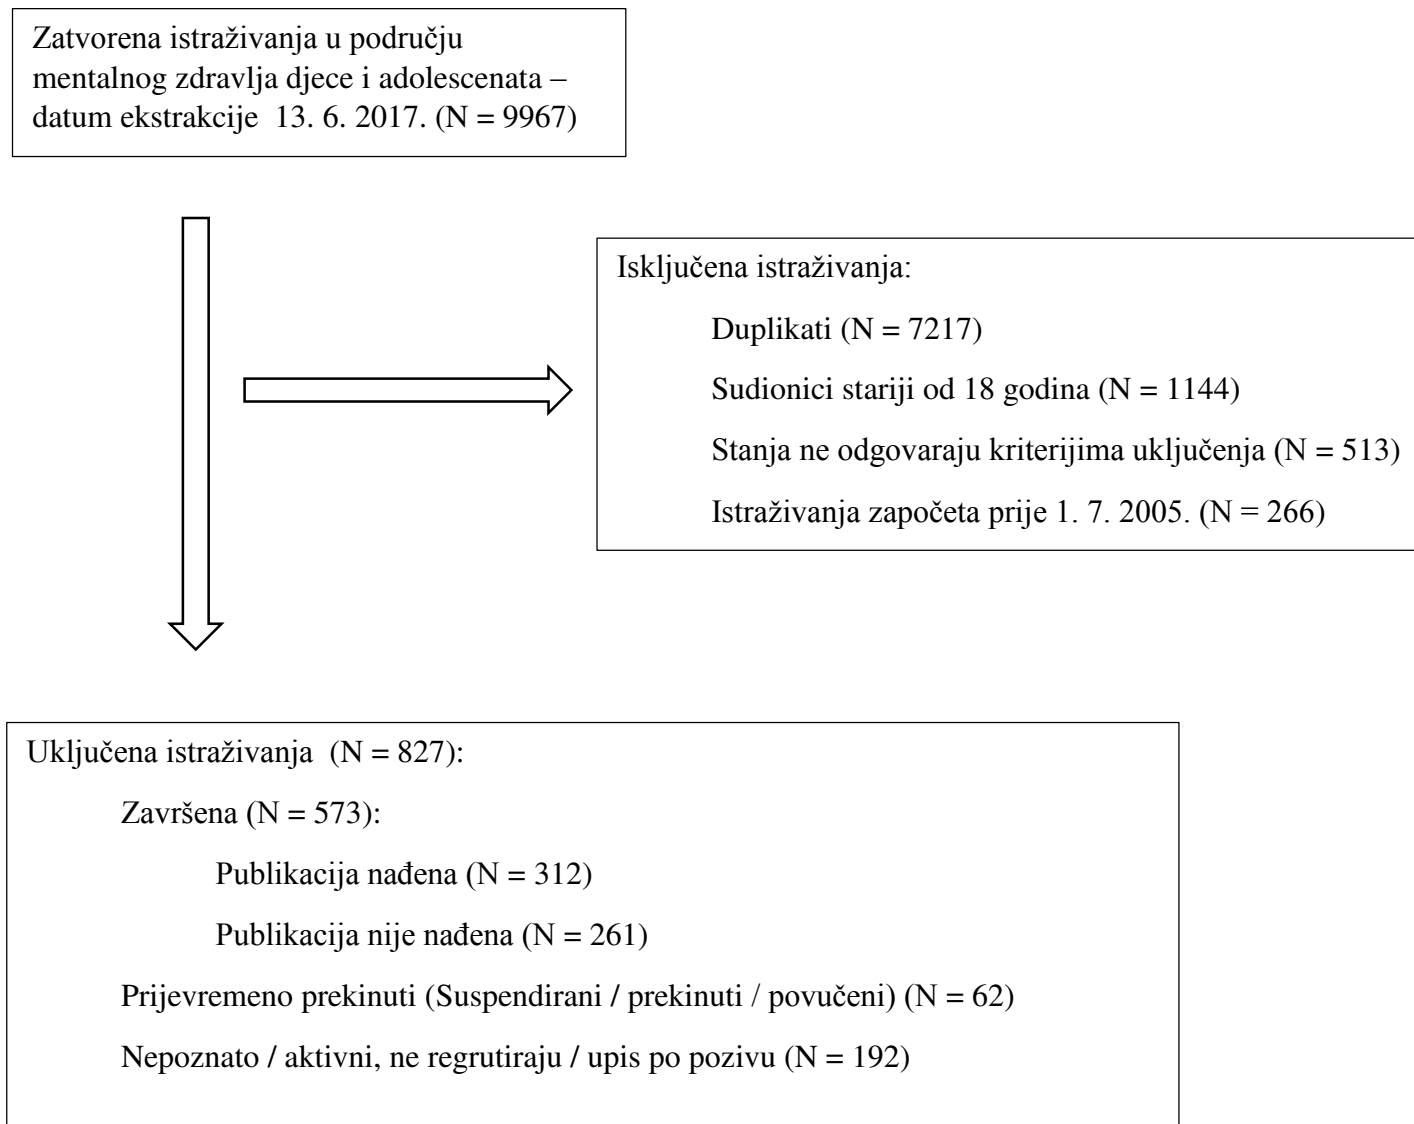 Zatvorena istraživanja u području
mentalnog zdravlja djece i adolescenata –
datum ekstrakcije 13. 6. 2017. (N = 9967)
Isključena istraživanja:
Duplikati (N = 7217)
Sudionici stariji od 18 godina (N = 1144)
Stanja ne odgovaraju kriterijima uključenja (N = 513)
Istraživanja započeta prije 1. 7. 2005. (N = 266)
Uključena istraživanja (N = 827):
Završena (N = 573):
Publikacija nađena (N = 312)
Publikacija nije nađena (N = 261)
Prijevremeno prekinuti (Suspendirani / prekinuti / povučeni) (N = 62)
Nepoznato / aktivni, ne regrutiraju / upis po pozivu (N = 192)